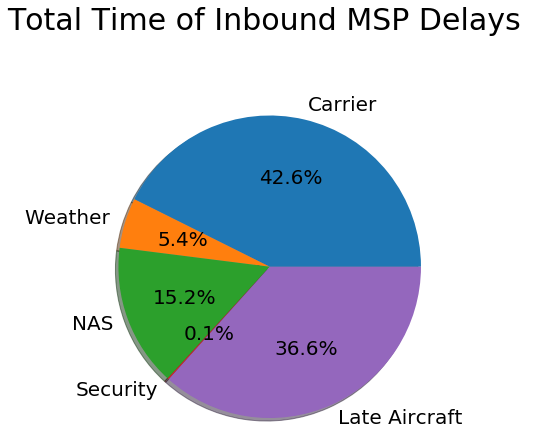 Total Time of Inbound MSP Delays
Carrier
42.6%
Weather
5.4%
15.2%
NAS
0.1%
36.6%
Security
Late Aircraft